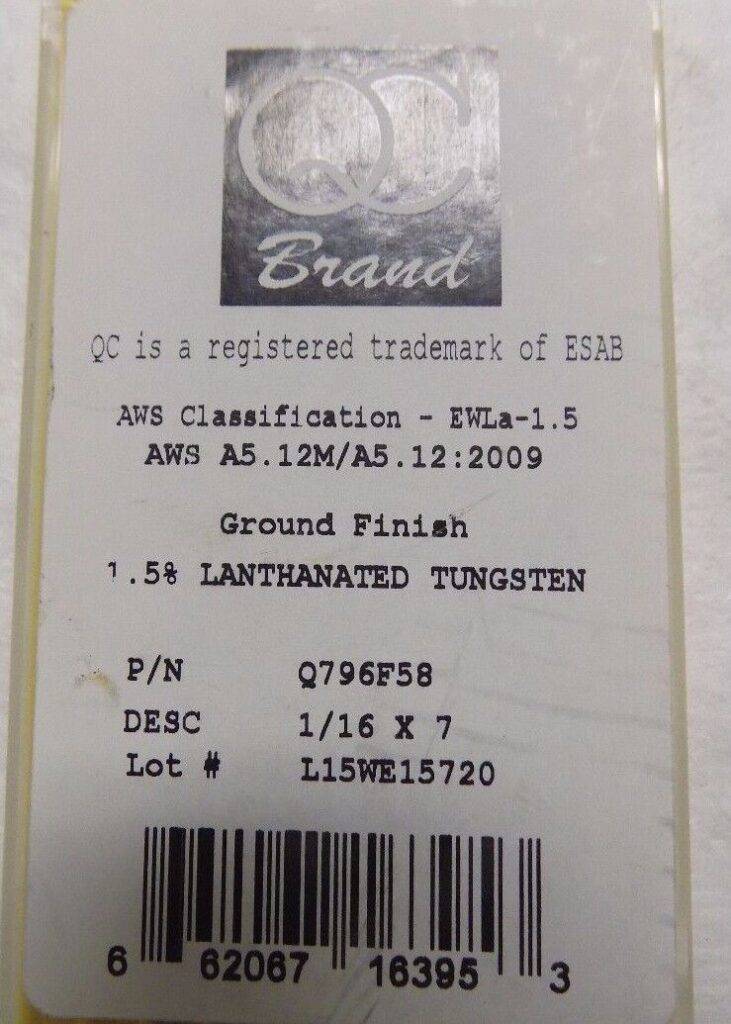 QC
Brand
QC is a registered trademark of ESAB
AWS Classification - EWLa-1.5
AWS A5.12M/A5.12:2009
Ground Finish
1.5% LANTHANATED TUNGSTEN
P/N Q796F58
DESC 1/16 X 7
Lot # L15WE15720
6 62067 16395 3